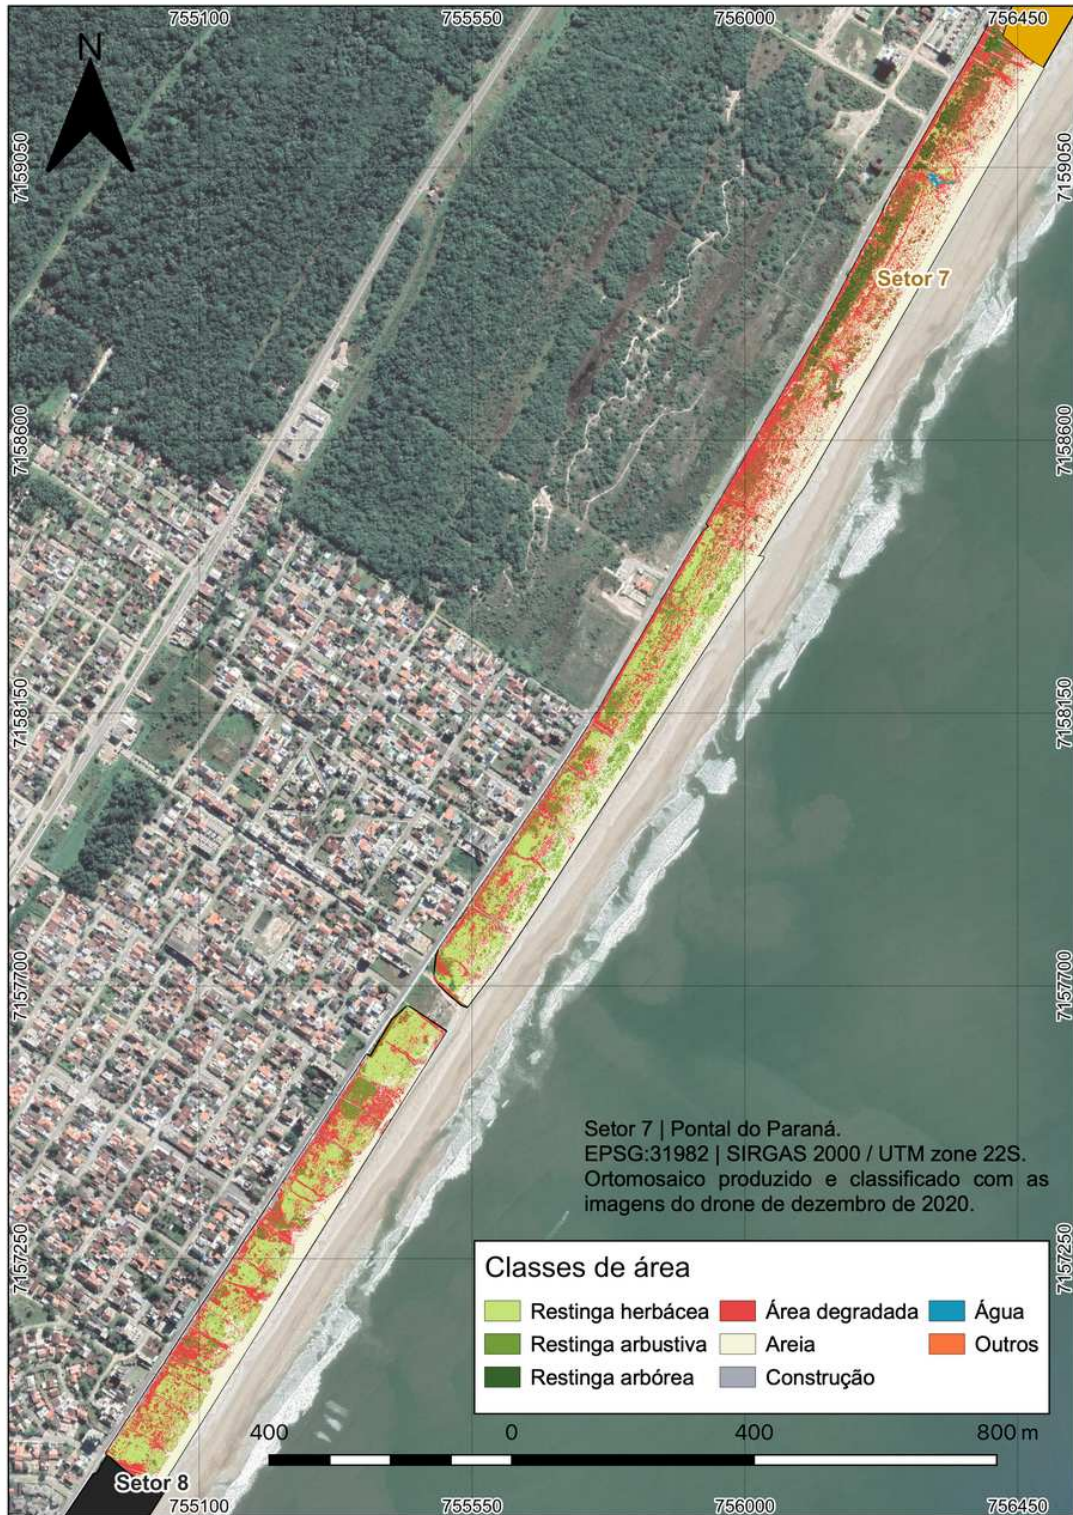 755100 755550 756000 756450
N
7159050 7159050
Setor 7
7158600 7158600
7158150 7158150
7157700 7157700
Setor 7 | Pontal do Paraná.
EPSG:31982 | SIRGAS 2000 / UTM zone 22S.
Ortomosaico produzido e classificado com as
imagens do drone de dezembro de 2020.
7157250 7157250
Classes de área
Restinga herbácea Área degradada Água
Restinga arbustiva Areia Outros
Restinga arbórea Construção
400 0 400 800 m
Setor 8
755100 755550 756000 756450